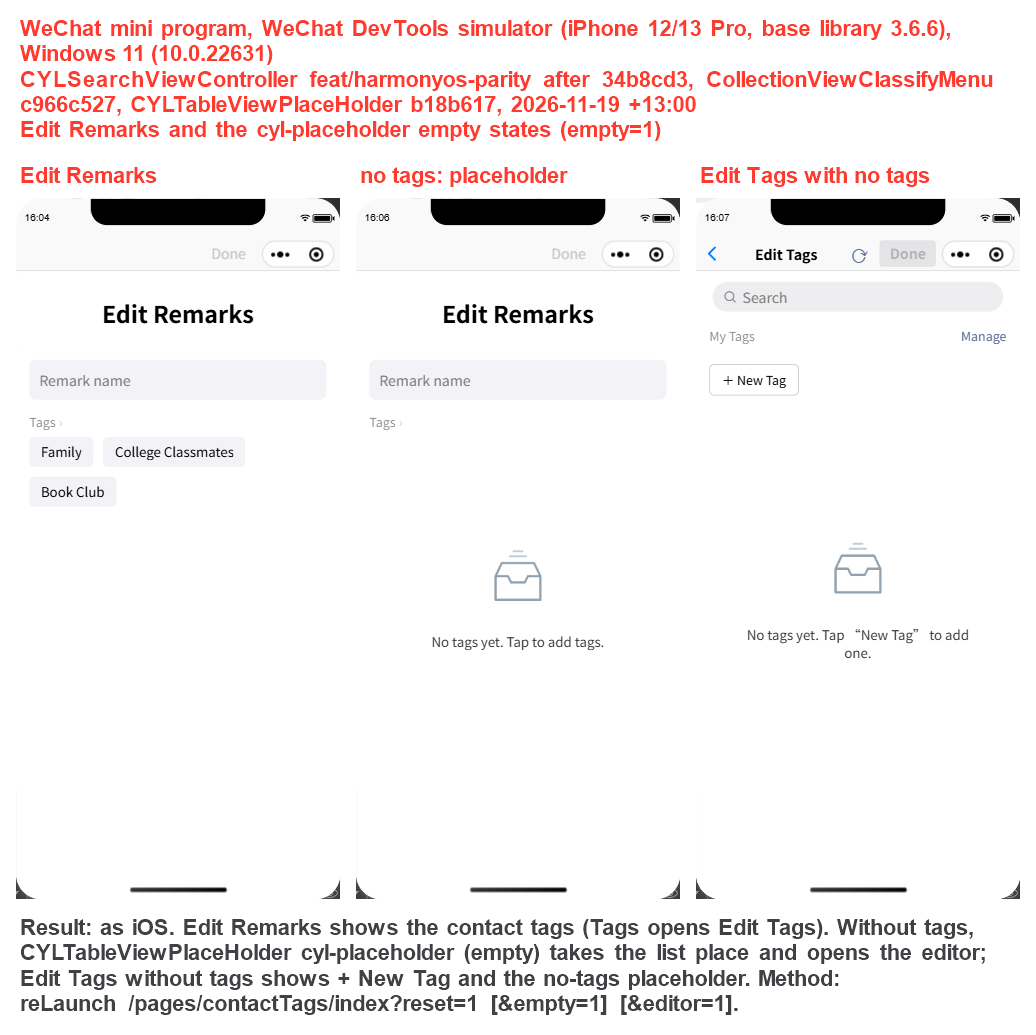 WeChat mini program, WeChat DevTools simulator (iPhone 12/13 Pro, base library 3.6.6),
Windows 11 (10.0.22631)
CYLSearchViewController feat/harmonyos-parity after 34b8cd3, CollectionViewClassifyMenu
c966c527, CYLTableViewPlaceHolder b18b617, 2026-11-19 +13:00
Edit Remarks and the cyl-placeholder empty states (empty=1)
Edit Remarks
16:04
Done
Edit Remarks
Remark name
Tags ›
Family
College Classmates
Book Club
no tags: placeholder
16:06
Done
Edit Remarks
Remark name
Tags ›
No tags yet. Tap to add tags.
Edit Tags with no tags
16:07
Edit Tags
Done
Search
My Tags
Manage
+ New Tag
No tags yet. Tap “New Tag” to add
one.
Result: as iOS. Edit Remarks shows the contact tags (Tags opens Edit Tags). Without tags,
CYLTableViewPlaceHolder cyl-placeholder (empty) takes the list place and opens the editor;
Edit Tags without tags shows + New Tag and the no-tags placeholder. Method:
reLaunch /pages/contactTags/index?reset=1 [&empty=1] [&editor=1].